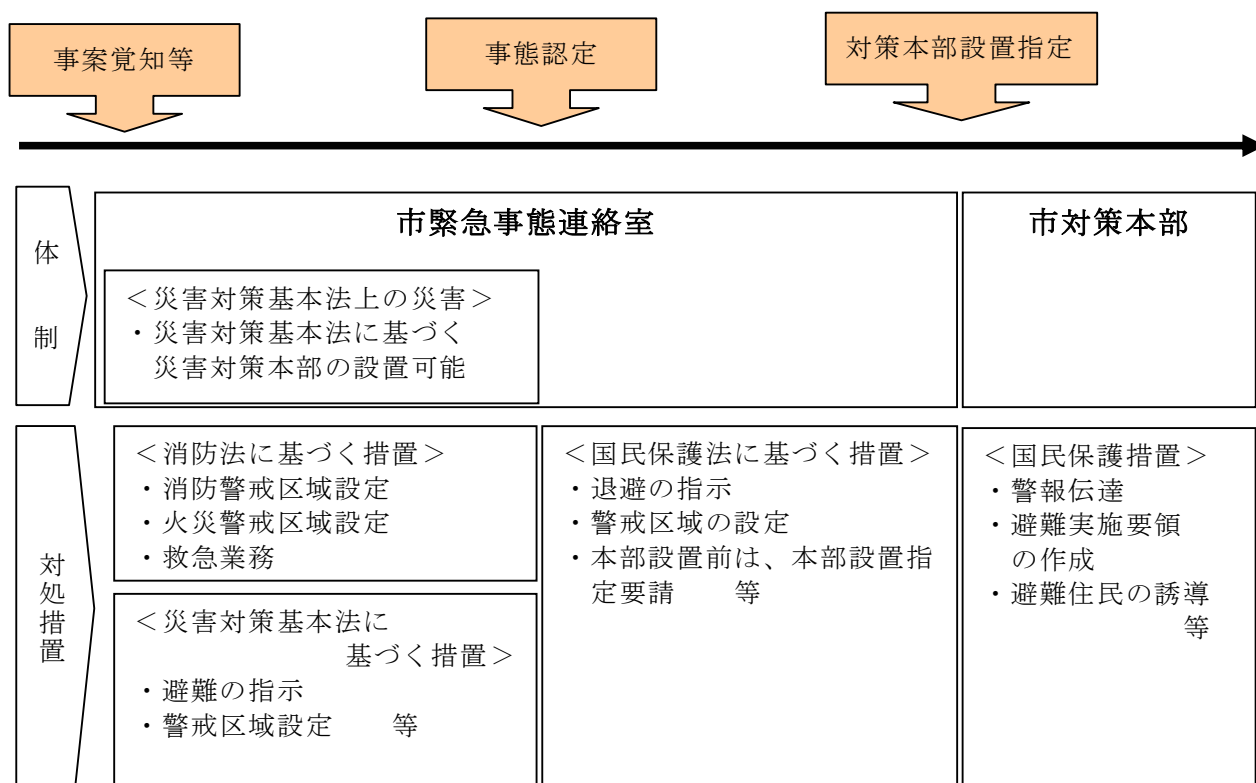 事案覚知等
事態認定
対策本部設置指定
体制
市緊急事態連絡室
市対策本部
＜災害対策基本法上の災害＞
・災害対策基本法に基づく
災害対策本部の設置可能
対処措置
＜消防法に基づく措置＞
・消防警戒区域設定
・火災警戒区域設定
・救急業務
＜災害対策基本法に
基づく措置＞
・避難の指示
・警戒区域設定　　等
＜国民保護法に基づく措置＞
・退避の指示
・警戒区域の設定
・本部設置前は、本部設置指
定要請　　等
＜国民保護措置＞
・警報伝達
・避難実施要領
の作成
・避難住民の誘導
等